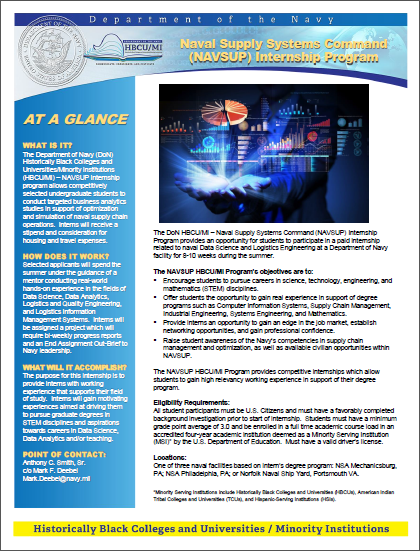 Department of the Navy
HBCU/MI
Naval Supply Systems Command
(NAVSUP) Internship Program
AT A GLANCE
WHAT IS IT?
The Department of Navy (DoN)
Historically Black Colleges and
Universities/Minority Institutions
(HBCU/MI) – NAVSUP Internship
program allows competitively
selected undergraduate students to
conduct targeted business analytics
studies in support of optimization
and simulation of naval supply chain
operations. Interns will receive a
stipend and consideration for
housing and travel expenses.
HOW DOES IT WORK?
Selected applicants will spend the
summer under the guidance of a
mentor conducting real-world
hands-on experience in the fields of
Data Science, Data Analytics,
Logistics and Quality Engineering,
and Logistics Information
Management Systems. Interns will
be assigned a project which will
require bi-weekly progress reports
and an End Assignment Out-Brief to
Navy leadership.
WHAT WILL IT ACCOMPLISH?
The purpose for this internship is to
provide interns with working
experience that supports their field
of study. Interns will gain motivating
experiences aimed at driving them
to pursue graduate degrees in
STEM disciplines and aspirations
towards careers in Data Science,
Data Analytics and/or teaching.
POINT OF CONTACT:
Anthony C. Smith, Sr.
c/o Mark F. Deebel
Mark.Deebel@navy.mil
The DoN HBCU/MI – Naval Supply Systems Command (NAVSUP) Internship
Program provides an opportunity for students to participate in a paid internship
related to naval Data Science and Logistics Engineering at a Department of Navy
facility for 8-10 weeks during the summer.
The NAVSUP HBCU/MI Program's objectives are to:
• Encourage students to pursue careers in science, technology, engineering, and
mathematics (STEM) disciplines.
• Offer students the opportunity to gain real experience in support of degree
programs such as Computer Information Systems, Supply Chain Management,
Industrial Engineering, Systems Engineering, and Mathematics.
• Provide interns an opportunity to gain an edge in the job market, establish
networking opportunities, and gain professional confidence.
• Raise student awareness of the Navy's competencies in supply chain
management and optimization, as well as available civilian opportunities within
NAVSUP.
The NAVSUP HBCU/MI Program provides competitive internships which allow
students to gain high relevancy working experience in support of their degree
program.
Eligibility Requirements:
All student participants must be U.S. Citizens and must have a favorably completed
background investigation prior to start of internship. Students must have a minimum
grade point average of 3.0 and be enrolled in a full time academic course load in an
accredited four-year academic institution deemed as a Minority Serving Institution
(MSI)* by the U.S. Department of Education. Must have a valid driver's license.
Locations:
One of three naval facilities based on intern's degree program: NSA Mechanicsburg,
PA; NSA Philadelphia, PA; or Norfolk Naval Ship Yard, Portsmouth VA.
*Minority Serving Institutions include Historically Black Colleges and Universities (HBCUs), American Indian
Tribal Colleges and Universities (TCUs), and Hispanic-Serving Institutions (HSIs).
Historically Black Colleges and Universities / Minority Institutions